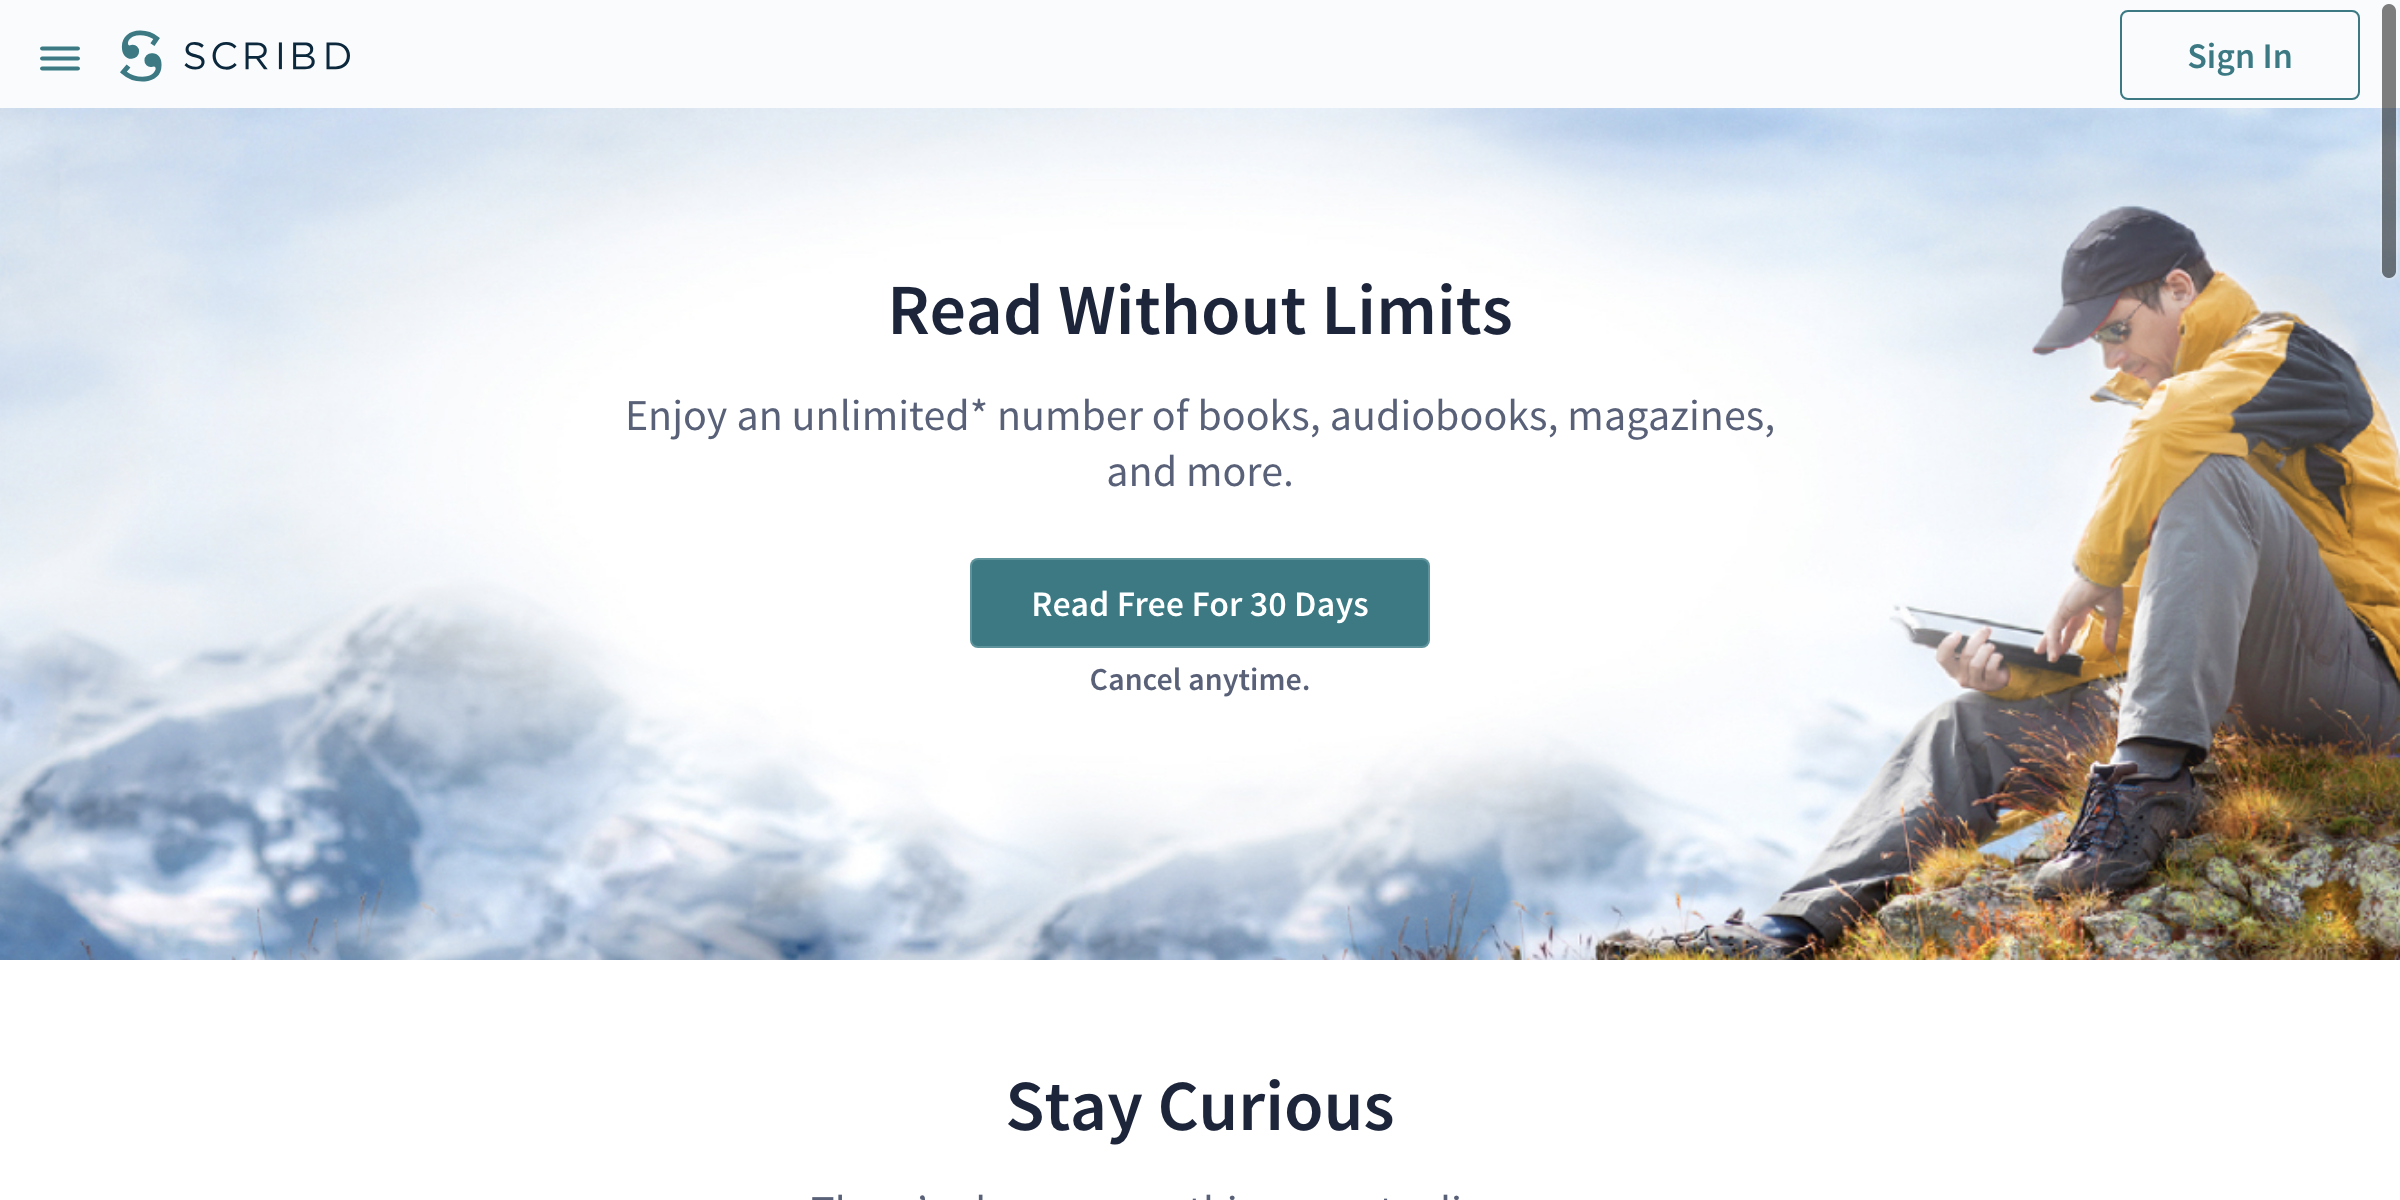 SCRIBD
Sign In
Read Without Limits
Enjoy an unlimited* number of books, audiobooks, magazines,
and more.
Read Free For 30 Days
Cancel anytime.
Stay Curious